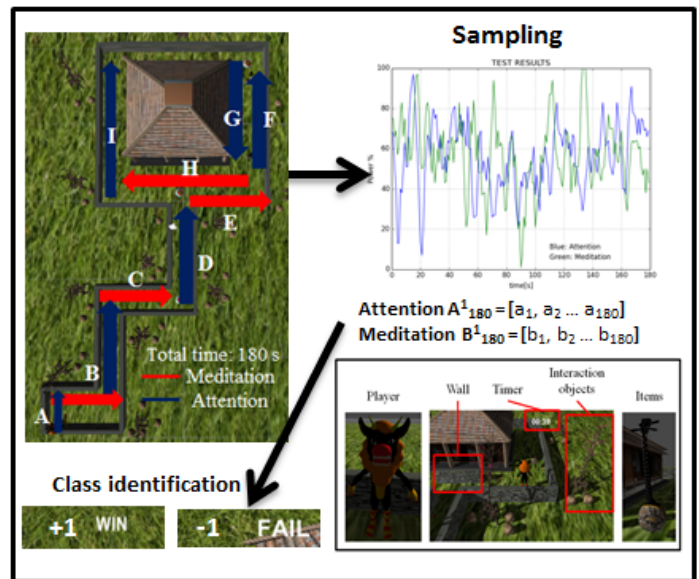 Sampling
TEST RESULTS
Power %
100
80
60
40
20
0
0 20 40 60 80 100 120 140 160 180
time[s]
Blue: Attention
Green: Meditation
I
G
F
H
E
D
C
B
A
Total time: 180 s
Meditation
Attention
Attention A¹₁₈₀ = [a₁, a₂ ... a₁₈₀]
Meditation B¹₁₈₀ = [b₁, b₂ ... b₁₈₀]
Player
Wall
Timer
Interaction
objects
Items
Class identification
+1 WIN
-1 FAIL